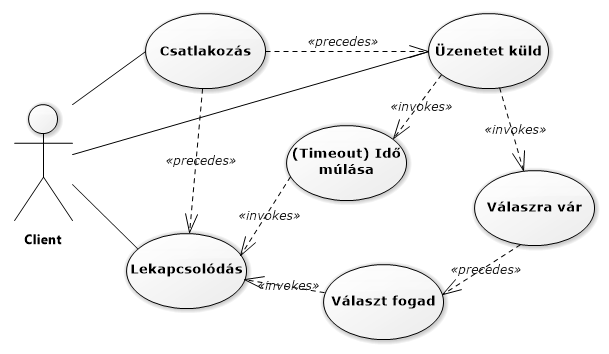 «precedes»
Csatlakozás
Üzenetet küld
«invokes»
«invokes»
(Timeout) Idő
múlása
«precedes»
Válaszra vár
«invokes»
Client
Lekapcsolódás
«precedes»
«invokes»
Választ fogad